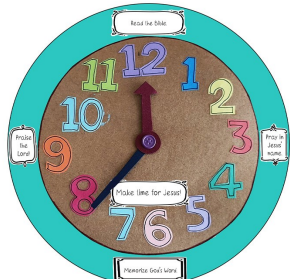 Read the Bible
12
11
1
10
2
Praise
the
Lord!
9
3
Pray in
Jesus'
name
8
4
Make time for Jesus!
7
6
5
Memorize God's Word